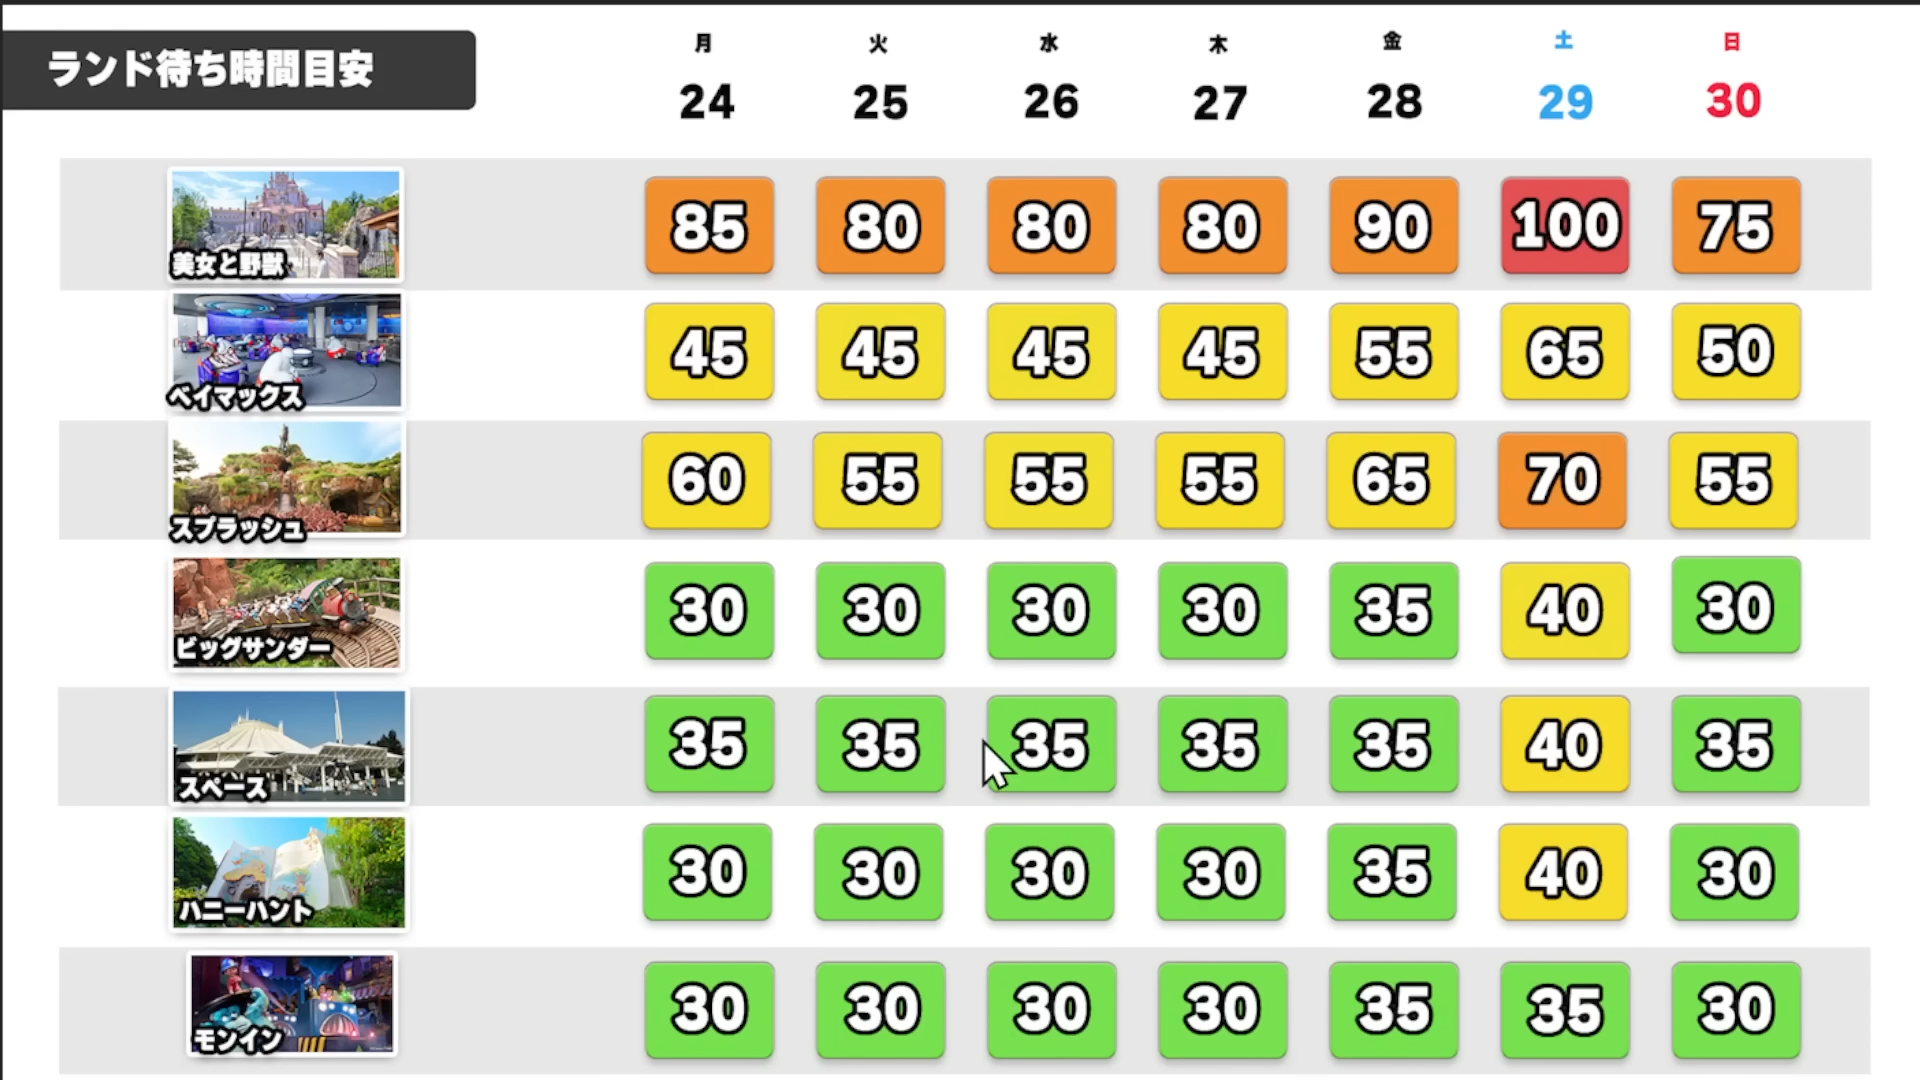 ランド待ち時間目安
月 火 水 木 金 土 日
24 25 26 27 28 29 30
美女と野獣 85 80 80 80 90 100 75
ベイマックス 45 45 45 45 55 65 50
スプラッシュ 60 55 55 55 65 70 55
ビッグサンダー 30 30 30 30 35 40 30
スペース 35 35 35 35 35 40 35
ハニーハント 30 30 30 30 35 40 30
モンイン 30 30 30 30 35 35 30